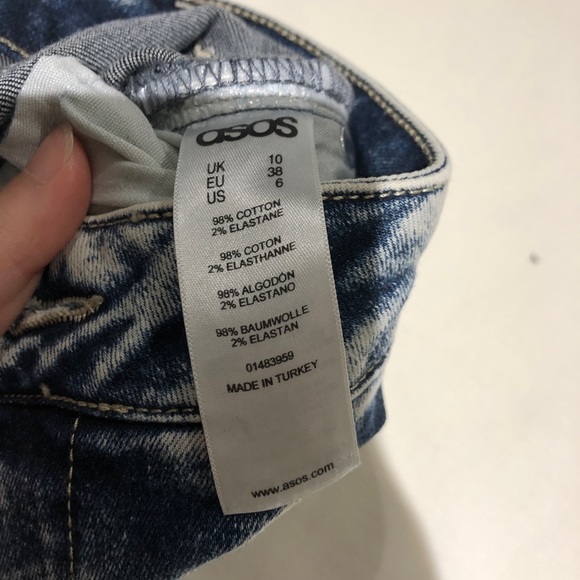 asos
UK 10
EU 38
US 6
98% COTTON
2% ELASTANE
98% COTON
2% ELASTHANNE
98% ALGODÓN
2% ELASTANO
98% BAUMWOLLE
2% ELASTAN
01483959
MADE IN TURKEY
www.asos.com